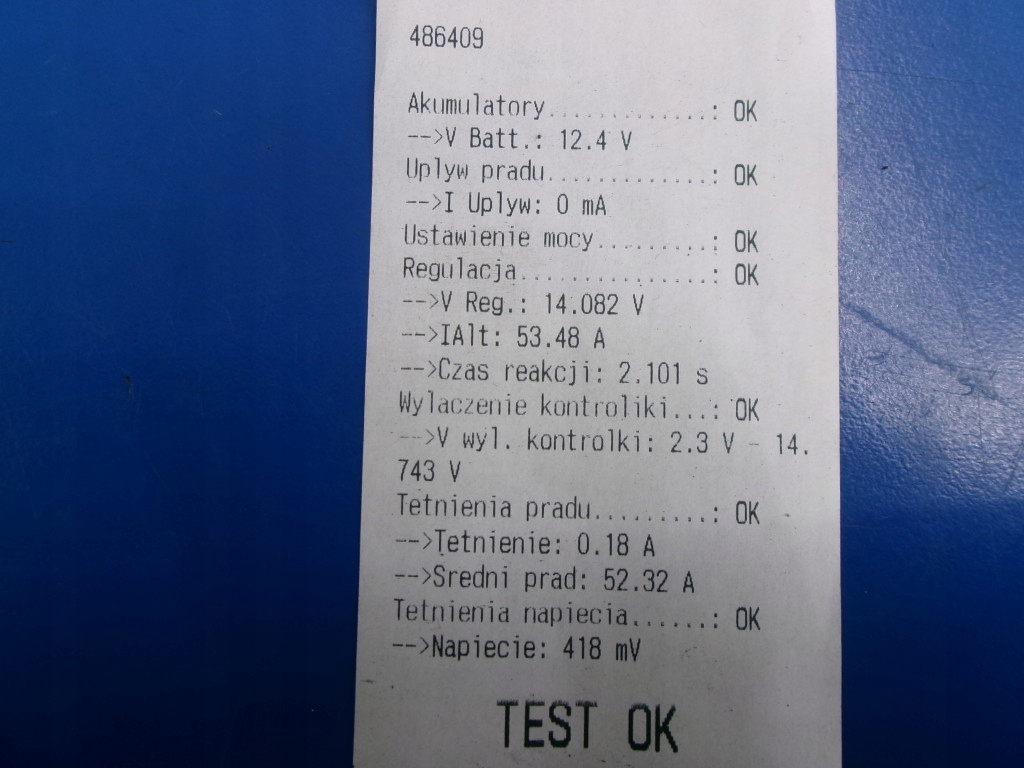 486409
Akumulatory..............: OK
-->V Batt.: 12.4 V
Uplyw pradu..............: OK
-->I Uplyw: 0 mA
Ustawienie mocy..........: OK
Regulacja................: OK
-->V Reg.: 14.082 V
-->IAlt: 53.48 A
-->Czas reakcji: 2.101 s
Wylaczenie kontroliki...: OK
-->V wyl. kontrolki: 2.3 V - 14.
743 V
Tetnienia pradu.........: OK
-->Tetnienie: 0.18 A
-->Sredni prad: 52.32 A
Tetnienia napiecia......: OK
-->Napiecie: 418 mV
TEST OK